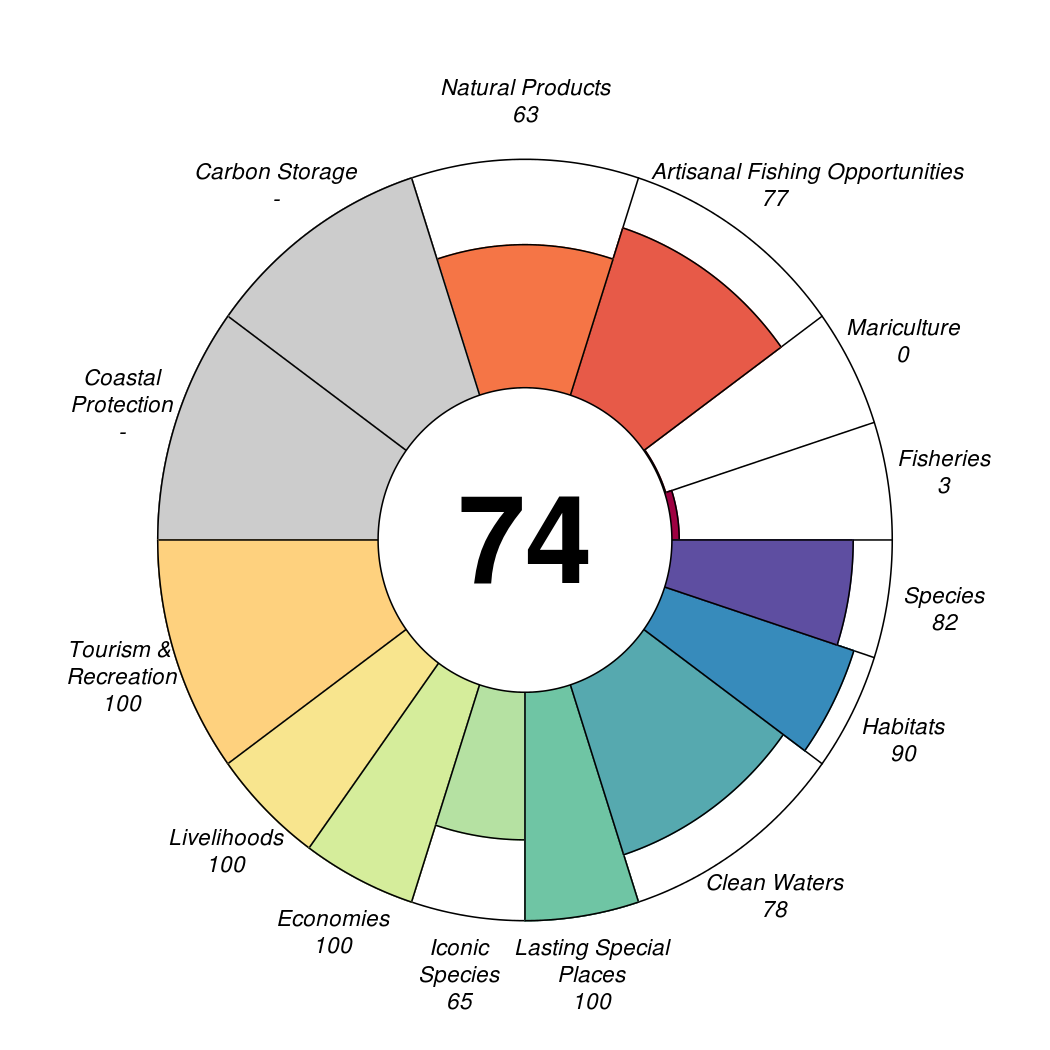 Natural Products
63
Artisanal Fishing Opportunities
77
Carbon Storage
-
Mariculture
0
Coastal
Protection
-
Fisheries
3
74
Species
82
Tourism &
Recreation
100
Habitats
90
Livelihoods
100
Clean Waters
78
Economies
100
Iconic
Species
65
Lasting Special
Places
100